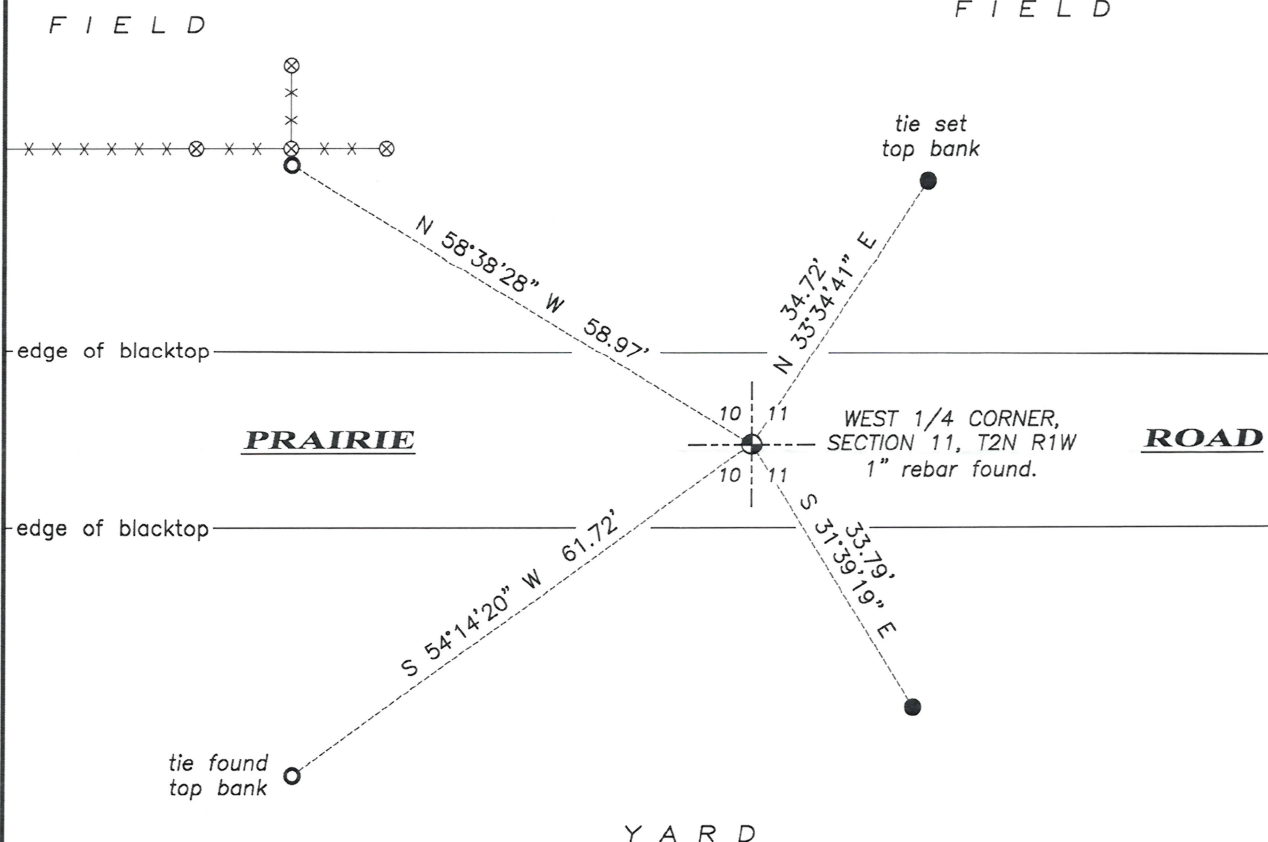 FIELD
FIELD
tie set
top bank
N 58°38'28" W 58.97'
34.72'
N 33°34'41" E
edge of blacktop
10 11
WEST 1/4 CORNER,
SECTION 11, T2N R1W
1" rebar found.
PRAIRIE
ROAD
10 11
edge of blacktop
S 54°14'20" W 61.72'
33.79'
S 31°39'19" E
tie found
top bank
YARD